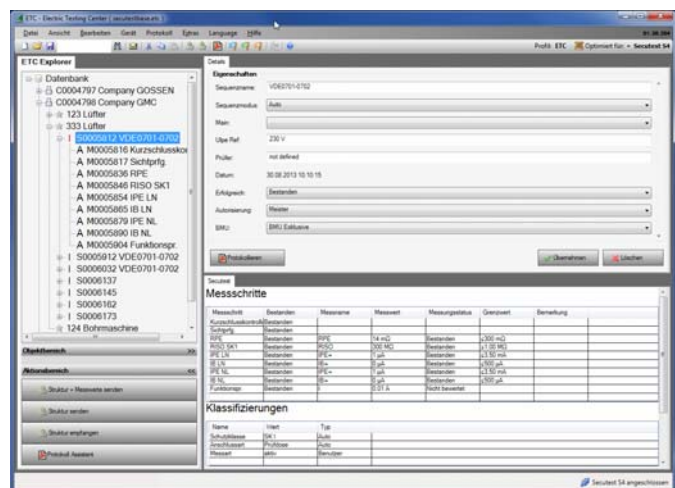 ETC - Electric Testing Center ( secutestbase.etc )
Datei Ansicht Bearbeiten Gerät Protokoll Extras Language Hilfe
Profil: ETC Optimiert für: Secutest S4
ETC Explorer
Datenbank
C0004797 Company GOSSEN
C0004798 Company GMC
123 Lüfter
333 Lüfter
S0005812 VDE0701-0702
A M0005816 Kurzschlusskor
A M0005817 Sichtprfg.
A M0005836 RPE
A M0005846 RISO SK1
A M0005854 IPE LN
A M0005865 IB LN
A M0005879 IPE NL
A M0005890 IB NL
A M0005904 Funktionspr.
S0005912 VDE0701-0702
S0006032 VDE0701-0702
S0006137
S0006145
S0006162
S0006173
124 Bohrmaschine
Objektbereich >>
Aktionsbereich <<
Struktur + Messwerte senden
Struktur senden
Struktur empfangen
Protokoll Assistent
Details
Eigenschaften
Sequenzname: VDE0701-0702
Sequenzmodus: Auto
Main:
Ulpe Ref: 230 V
Prüfer: not defined
Datum: 30.08.2013 10:10:15
Erfolgreich: Bestanden
Autorisierung: Meister
BMU: BMU Exklusive
Protokollieren
Übernehmen
Löschen
Secutest
Messschritte
Messschritt Bestanden Messname Messwert Messungsstatus Grenzwert Bemerkung
Kurzschlusskontroll Bestanden
Sichtprfg. Bestanden
RPE Bestanden RPE 14 mΩ Bestanden ≤300 mΩ
RISO SK1 Bestanden RISO 300 MΩ Bestanden ≥1.00 MΩ
IPE LN Bestanden IPE≈ 1 µA Bestanden ≤3.50 mA
IB LN Bestanden IB≈ 0 µA Bestanden ≤500 µA
IPE NL Bestanden IPE≈ 1 µA Bestanden ≤3.50 mA
IB NL Bestanden IB≈ 0 µA Bestanden ≤500 µA
Funktionspr. Bestanden I 0.01 A Nicht bewertet
Klassifizierungen
Name Wert Typ
Schutzklasse SK1 Auto
Anschlussart Prüfdose Auto
Messart aktiv Benutzer
Secutest S4 angeschlossen